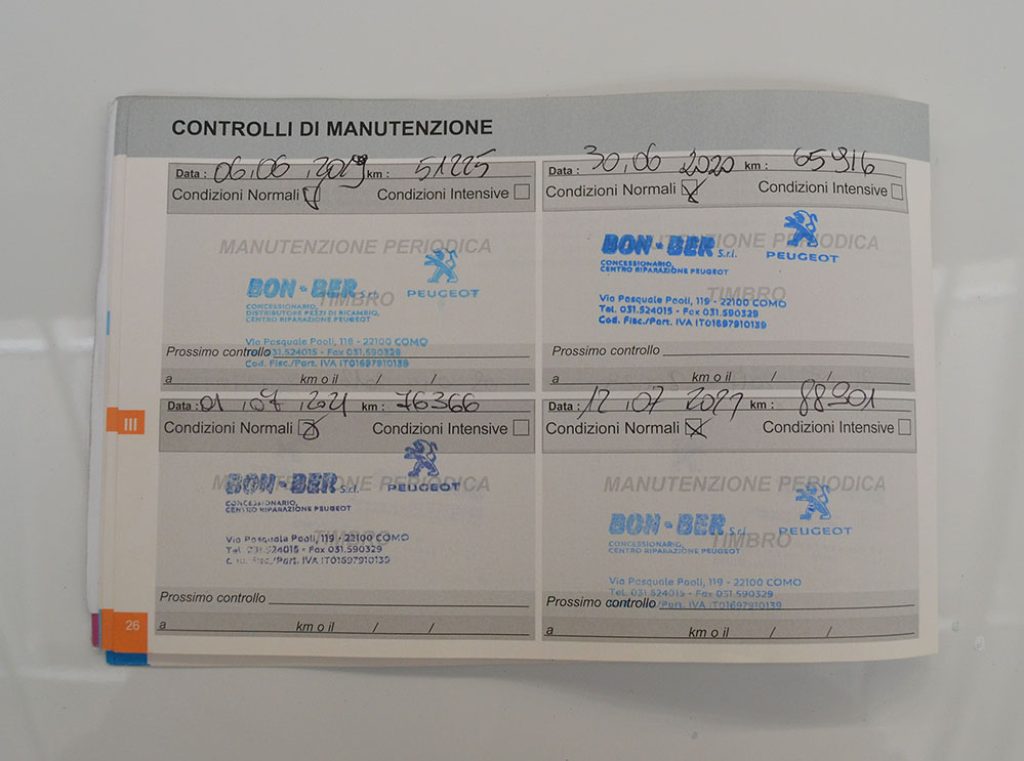 CONTROLLI DI MANUTENZIONE
Data : 06.06.2019 km : 51225
Condizioni Normali Condizioni Intensive
MANUTENZIONE PERIODICA
TIMBRO
BON-BER S.r.l. PEUGEOT
CONCESSIONARIO,
DISTRIBUTORE PEZZI DI RICAMBIO,
CENTRO RIPARAZIONE PEUGEOT
Via Pasquale Paoli, 119 - 22100 COMO
031.524015 - Fax 031.590329
Cod. Fisc./Part. IVA IT01697910139
Prossimo controllo
a km o il / /
Data : 30.06 2020 km : 65916
Condizioni Normali Condizioni Intensive
MANUTENZIONE PERIODICA
TIMBRO
BON-BER S.r.l. PEUGEOT
CONCESSIONARIO,
CENTRO RIPARAZIONE PEUGEOT
Via Pasquale Paoli, 119 - 22100 COMO
Tel. 031.524015 - Fax 031.590329
Cod. Fisc./Part. IVA IT01697910139
Prossimo controllo
a km o il / /
Data : 01.07.2021 km : 76366
Condizioni Normali Condizioni Intensive
MANUTENZIONE PERIODICA
TIMBRO
BON-BER S.r.l. PEUGEOT
CONCESSIONARIO,
CENTRO RIPARAZIONE PEUGEOT
Via Pasquale Paoli, 119 - 22100 COMO
Tel. 031.524015 - Fax 031.590329
Fisc./Part. IVA IT01697910139
Prossimo controllo
a km o il / /
Data : 12.07 km : 88901
Condizioni Normali Condizioni Intensive
MANUTENZIONE PERIODICA
TIMBRO
BON-BER S.r.l. PEUGEOT
CONCESSIONARIO,
CENTRO RIPARAZIONE PEUGEOT
Via Pasquale Paoli, 119 - 22100 COMO
Tel. 031.524015 - Fax 031.590329
/Part. IVA IT01697910139
Prossimo controllo
a km o il / /
III
26